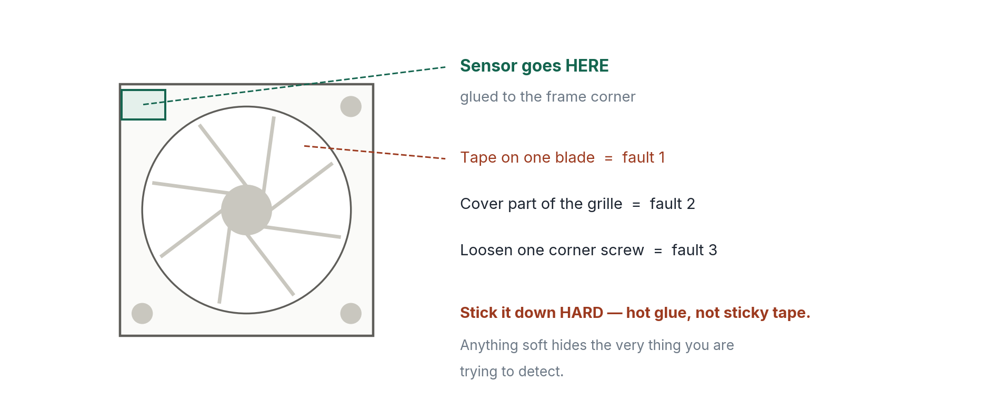 Sensor goes HERE
glued to the frame corner
Tape on one blade = fault 1
Cover part of the grille = fault 2
Loosen one corner screw = fault 3
Stick it down HARD — hot glue, not sticky tape.
Anything soft hides the very thing you are
trying to detect.